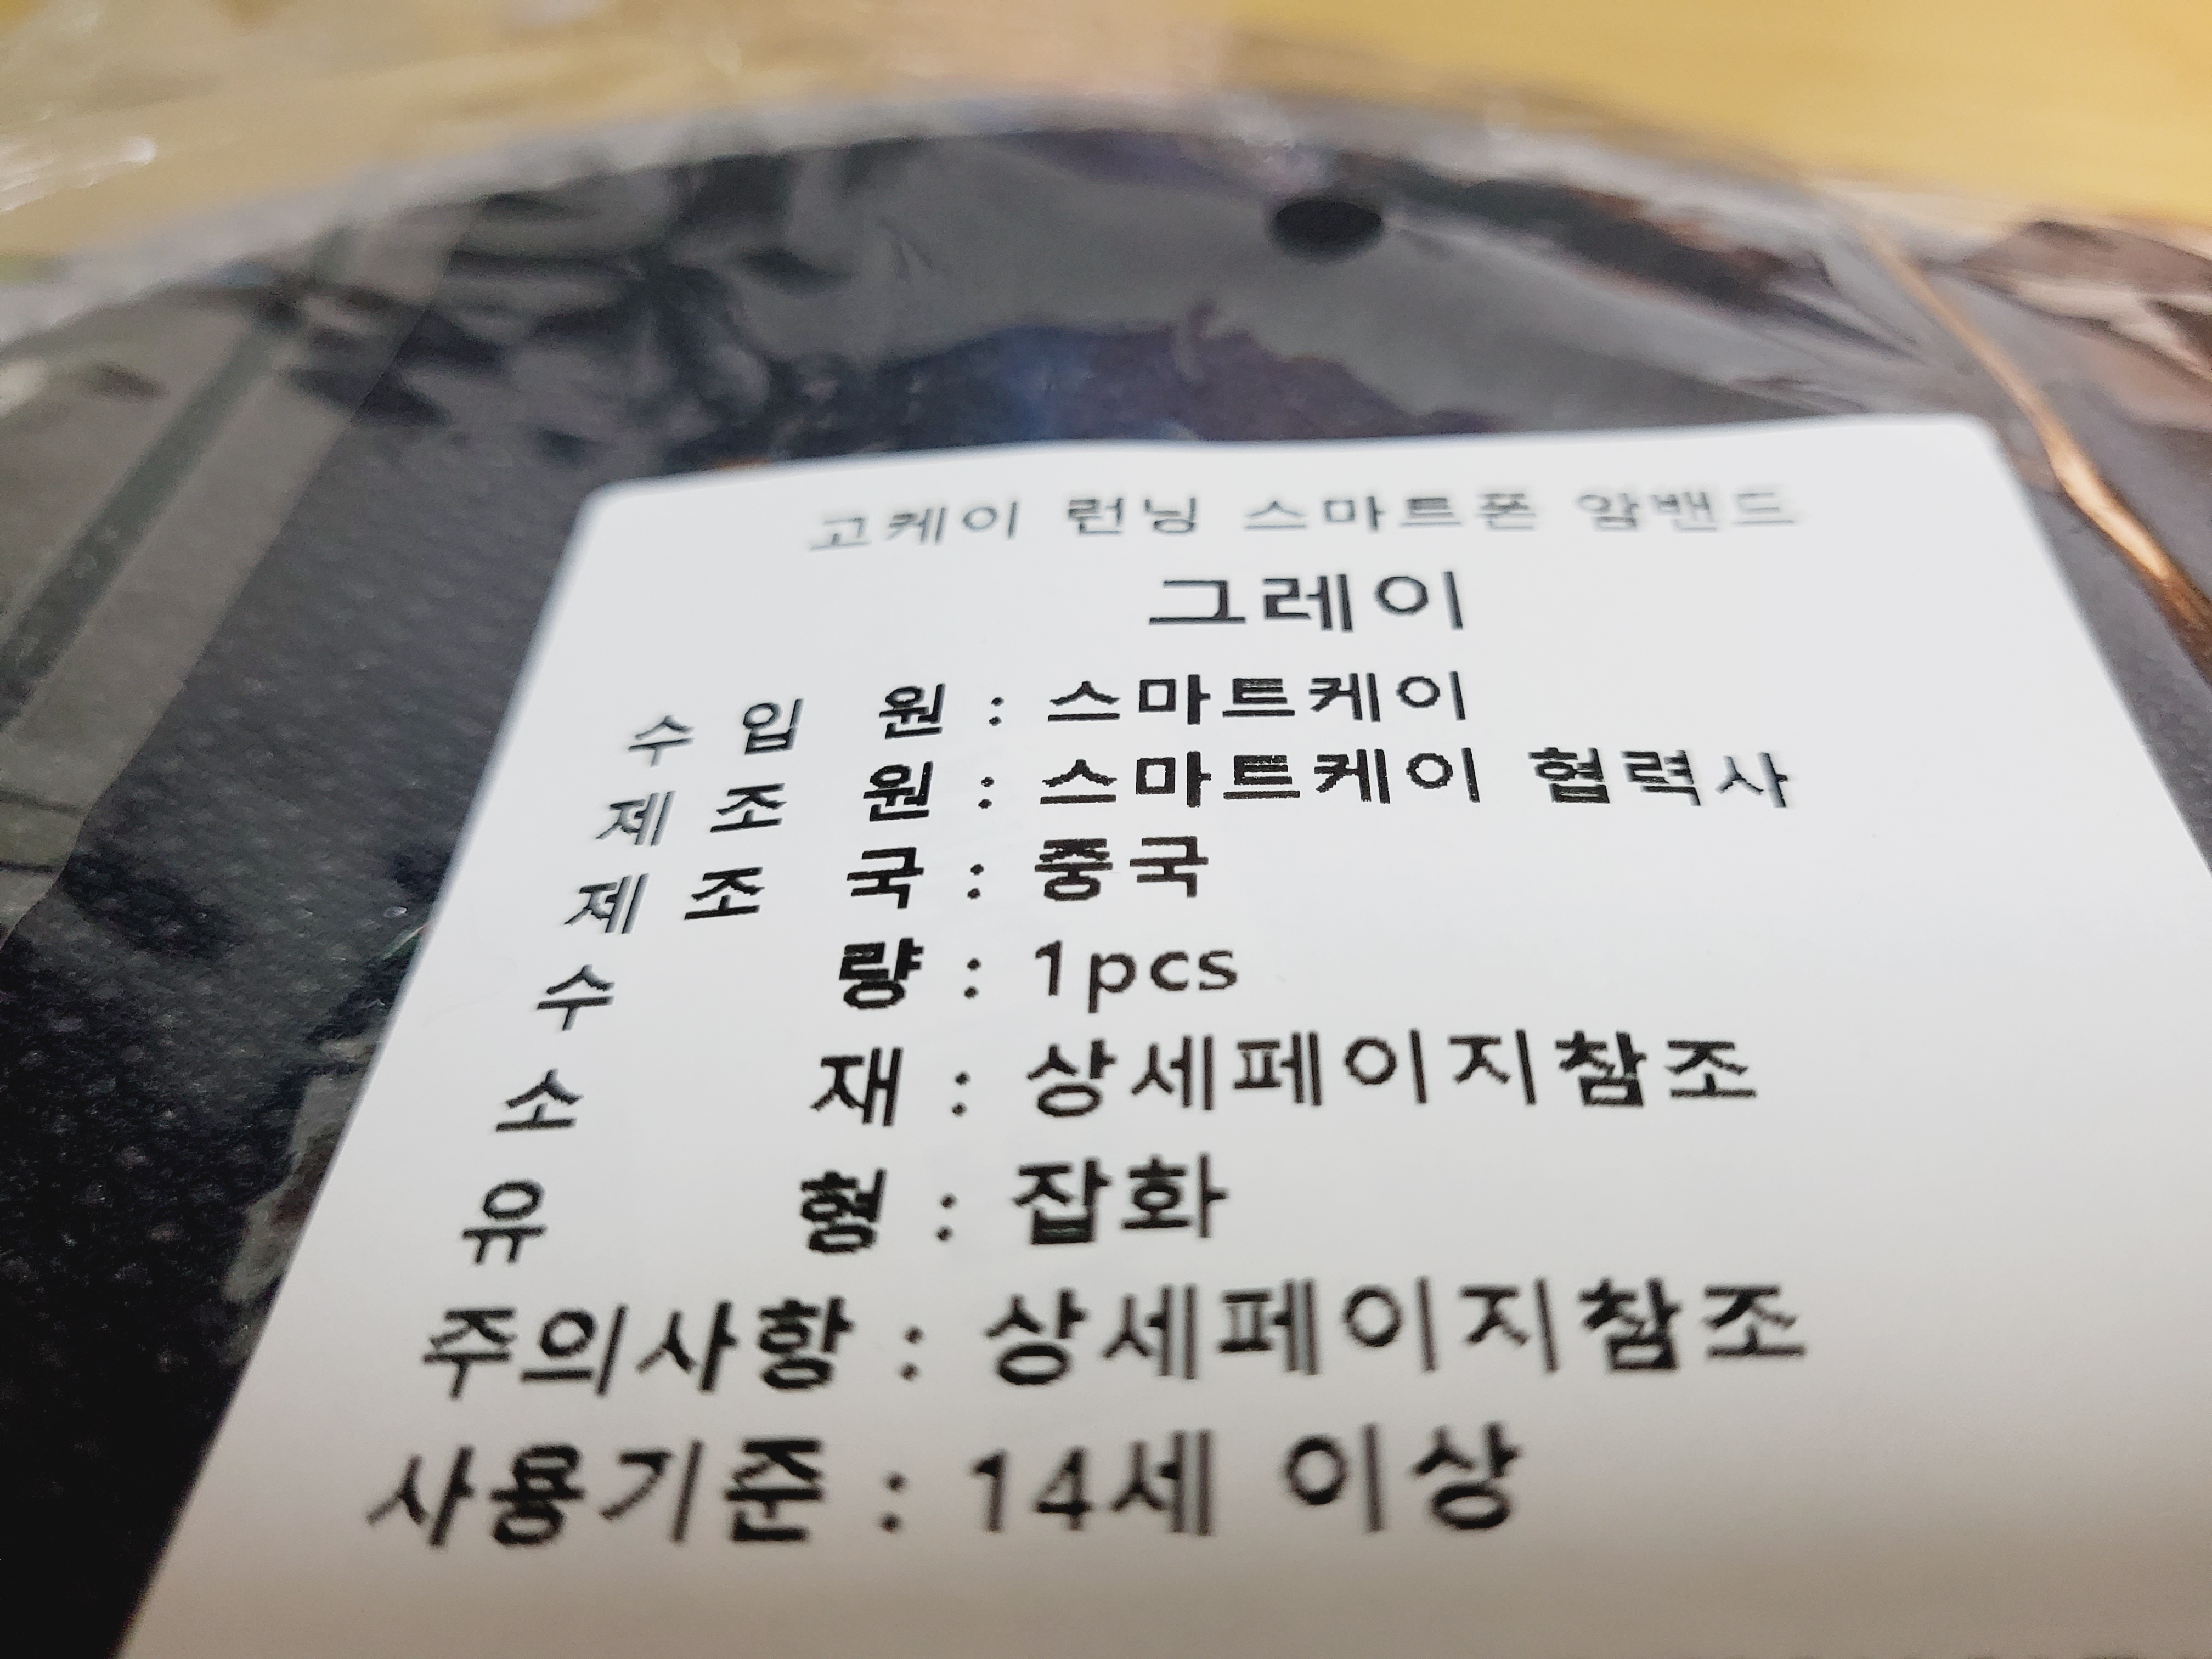 고케이 런닝 스마트폰 암밴드
그레이
수 입 원 : 스마트케이
제 조 원 : 스마트케이 협력사
제 조 국 : 중국
수 량 : 1pcs
소 재 : 상세페이지참조
유 형 : 잡화
주의사항 : 상세페이지참조
사용기준 : 14세 이상